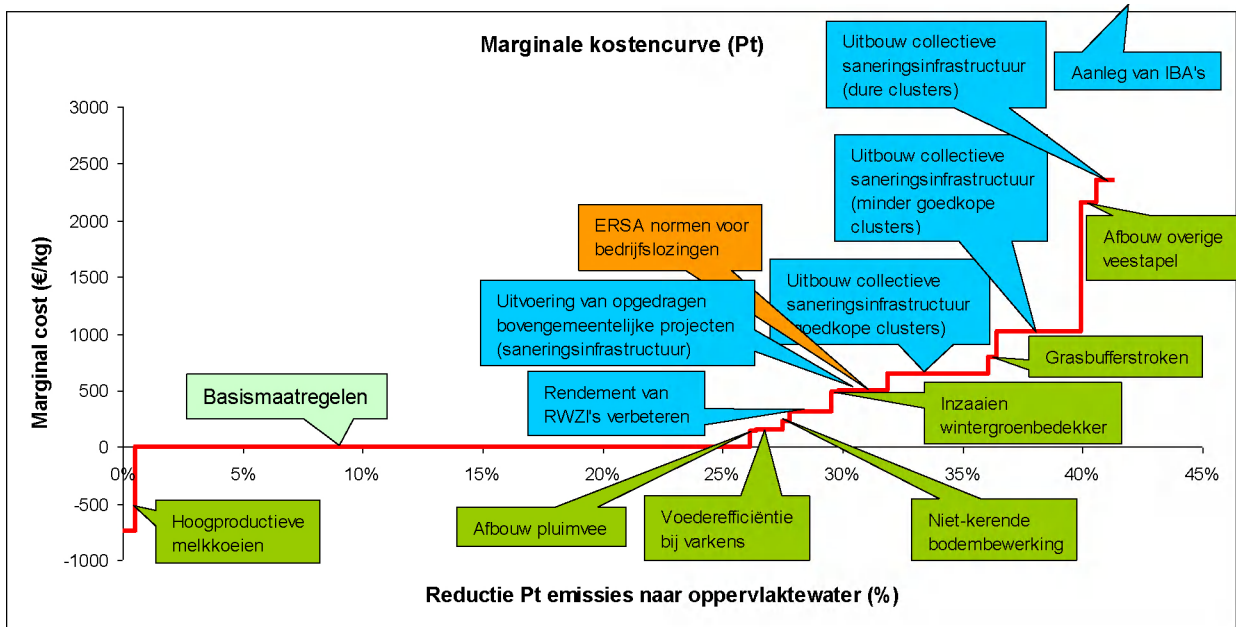 Marginale kostencurve (Pt)
Uitbouw collectieve
saneringsinfrastructuur
(dure clusters)
Aanleg van IBA's
Uitbouw collectieve
saneringsinfrastructuur
(minder goedkope
clusters)
ERSA normen voor
bedrijfslozingen
Afbouw overige
veestapel
Uitvoering van opgedragen
bovengemeentelijke projecten
(saneringsinfrastructuur)
Uitbouw collectieve
saneringsinfrastructuur
goedkope clusters)
Grasbufferstroken
Basismaatregelen
Rendement van
RWZI's verbeteren
Inzaaien
wintergroenbedekker
Hoogproductieve
melkkoeien
Afbouw pluimvee
Voederefficiëntie
bij varkens
Niet-kerende
bodembewerking
Marginal cost (€/kg)
3000
2500
2000
1500
1000
500
0
-500
-1000
0%
5%
10%
15%
20%
25%
30%
35%
40%
45%
Reductie Pt emissies naar oppervlaktewater (%)